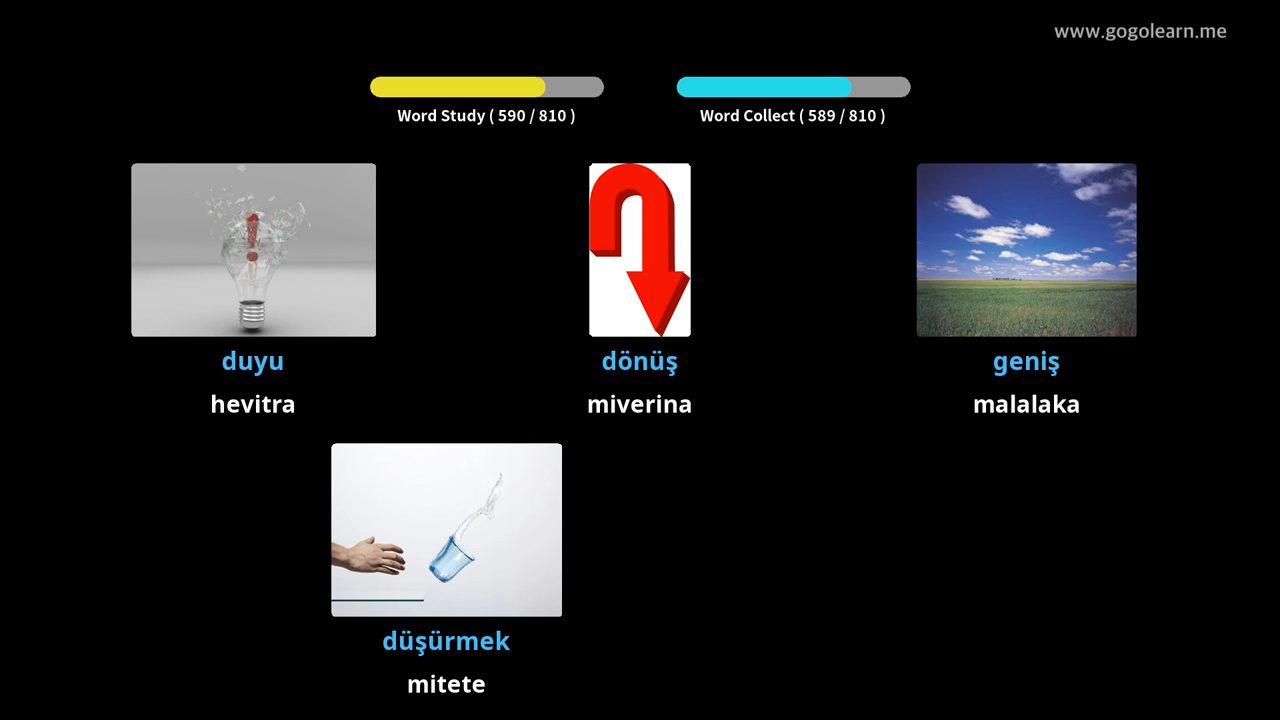 www.gogolearn.me
Word Study ( 590 / 810 )
Word Collect ( 589 / 810 )
duyu
hevitra
dönüş
miverina
geniş
malalaka
düşürmek
mitete